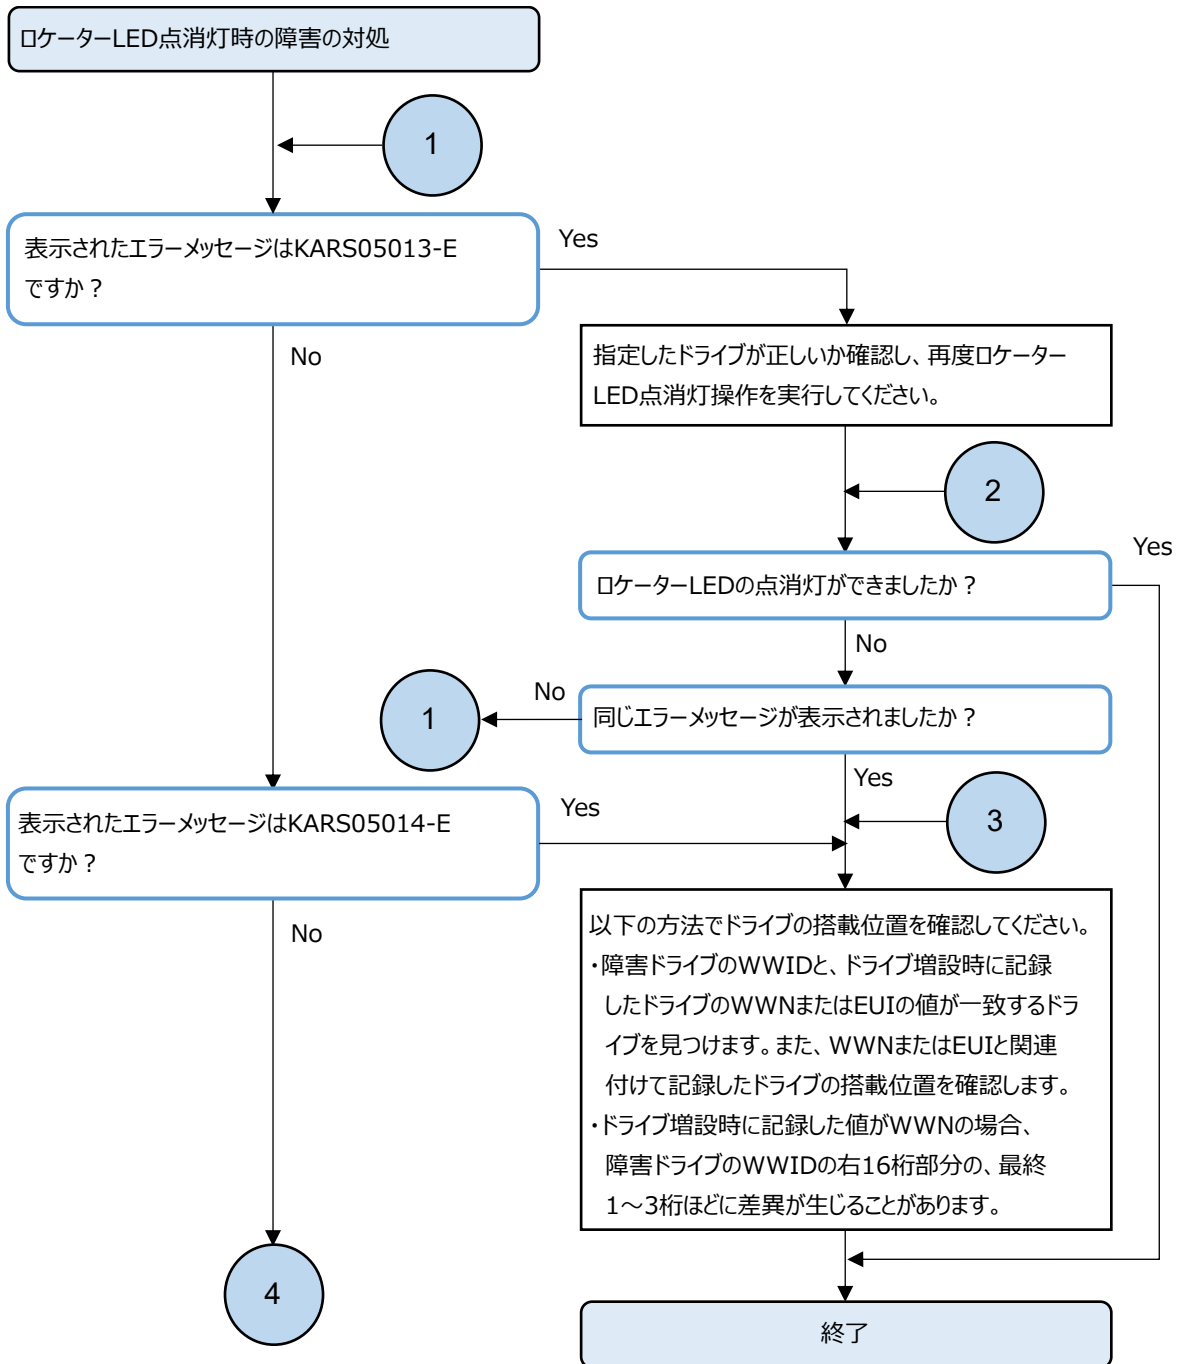 ロケーターLED点消灯時の障害の対処
1
表示されたエラーメッセージはKARS05013-E
ですか？
Yes
No
指定したドライブが正しいか確認し、再度ロケーター
LED点消灯操作を実行してください。
2
Yes
ロケーターLEDの点消灯ができましたか？
No
No
1
同じエラーメッセージが表示されましたか？
Yes
3
表示されたエラーメッセージはKARS05014-E
ですか？
Yes
No
以下の方法でドライブの搭載位置を確認してください。
・障害ドライブのWWIDと、ドライブ増設時に記録
したドライブのWWNまたはEUIの値が一致するドラ
イブを見つけます。また、WWNまたはEUIと関連
付けて記録したドライブの搭載位置を確認します。
・ドライブ増設時に記録した値がWWNの場合、
障害ドライブのWWIDの右16桁部分の、最終
1～3桁ほどに差異が生じることがあります。
4
終了